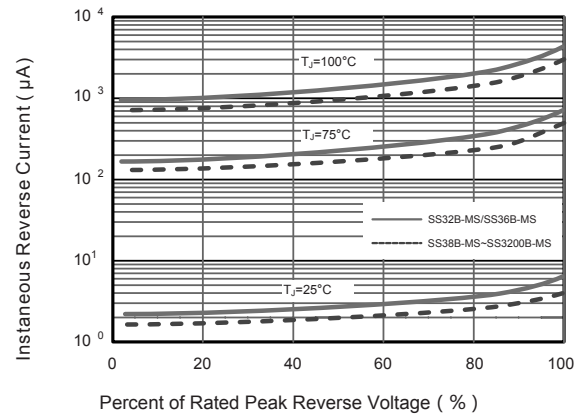 Instaneous Reverse Current ( μA )
10 4
10 3
10 2
10 1
10 0
TJ=100°C
TJ=75°C
SS32B-MS/SS36B-MS
SS38B-MS~SS3200B-MS
TJ=25°C
0 20 40 60 80 100
Percent of Rated Peak Reverse Voltage ( % )